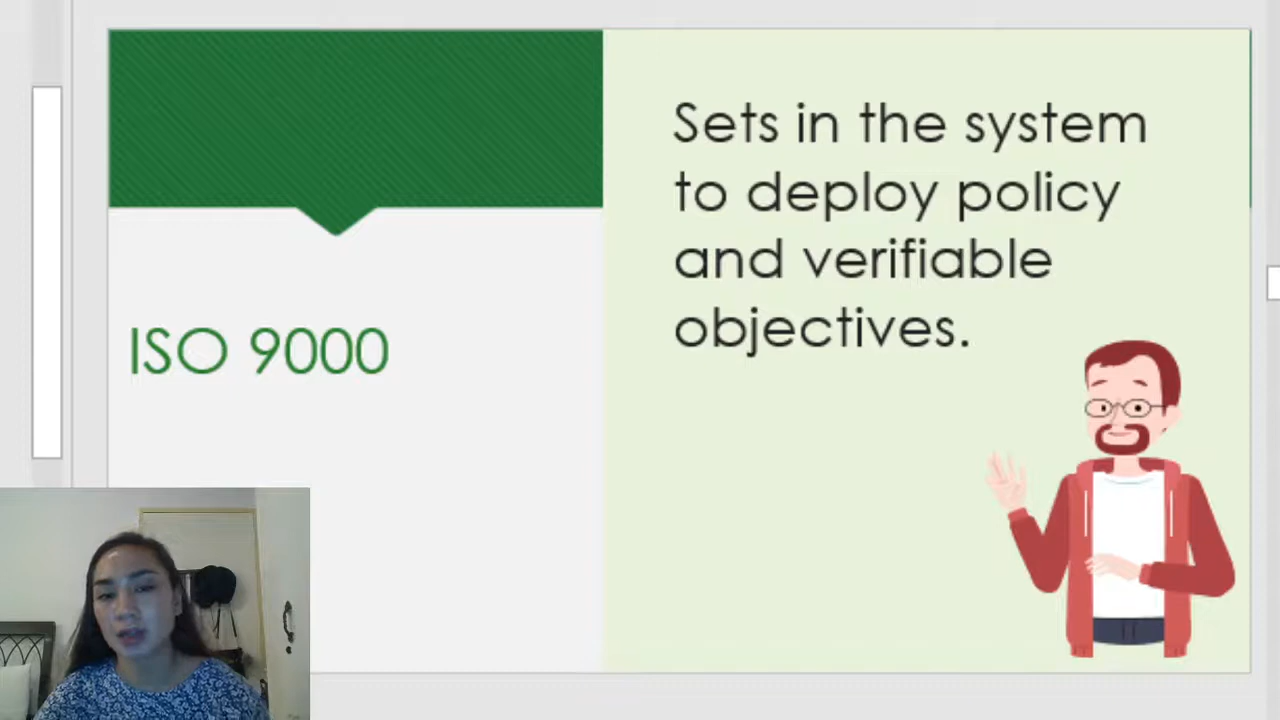 ISO 9000
Sets in the system
to deploy policy
and verifiable
objectives.